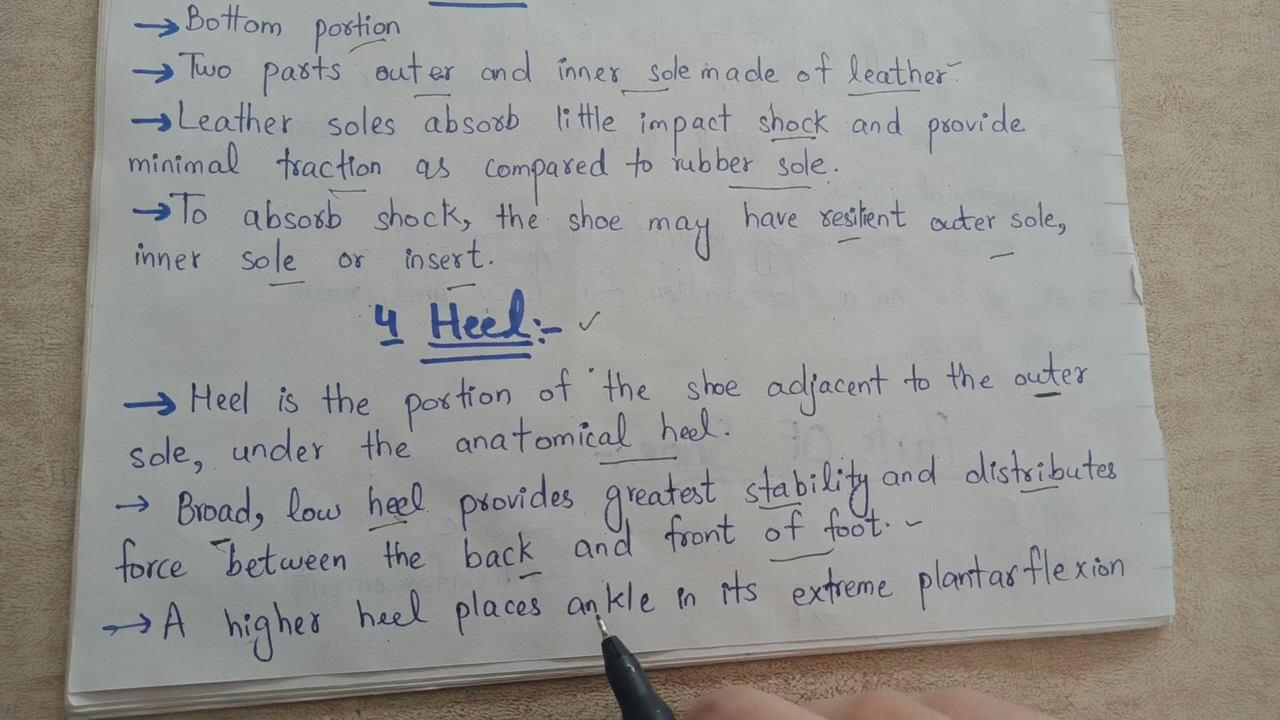 → Bottom portion
→ Two parts outer and inner sole made of leather.
→ Leather soles absorb little impact shock and provide
minimal traction as compared to rubber sole.
→ To absorb shock, the shoe may have resilient outer sole,
inner sole or insert.
4 Heel:- ✓
→ Heel is the portion of the shoe adjacent to the outer
sole, under the anatomical heel.
→ Broad, low heel provides greatest stability and distributes
force between the back and front of foot.
→ A higher heel places ankle in its extreme plantarflexion